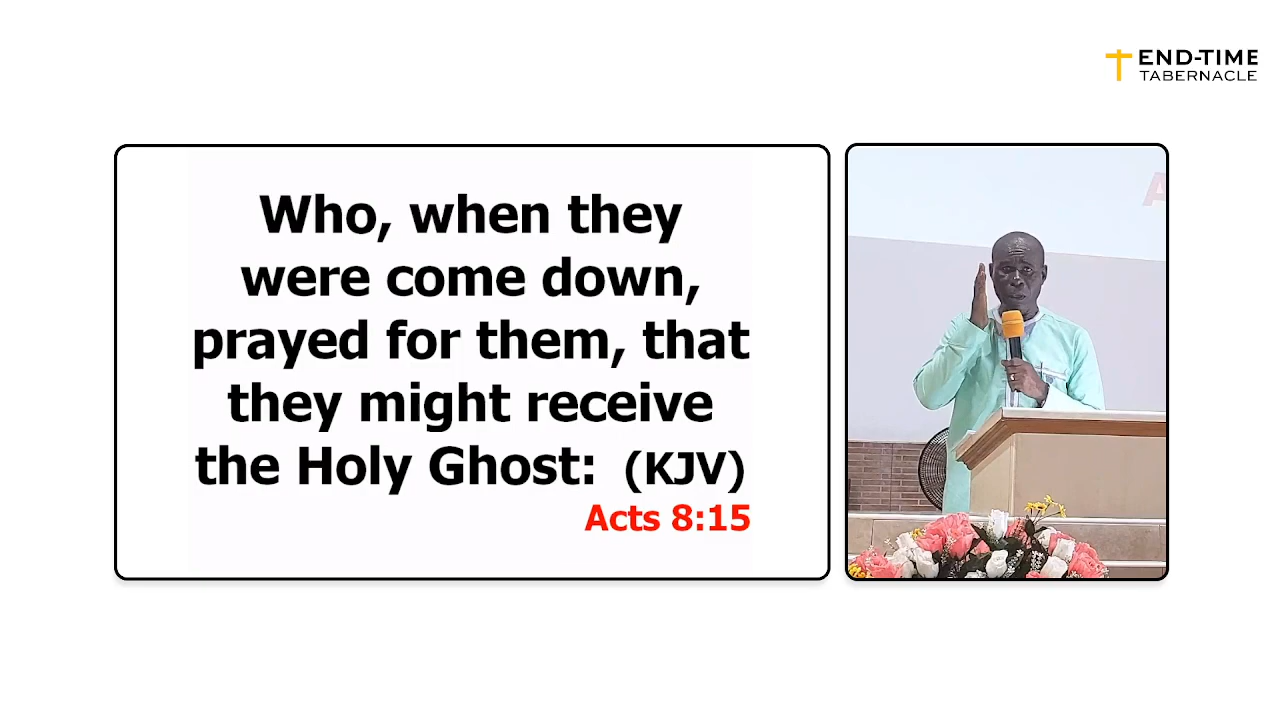 END-TIME
TABERNACLE
Who, when they
were come down,
prayed for them, that
they might receive
the Holy Ghost: (KJV)
Acts 8:15
A